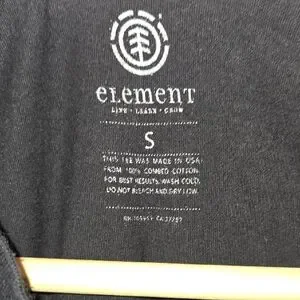 element
LIVE • LEARN • GROW
S
THIS TEE WAS MADE IN USA
FROM 100% COMBED COTTON.
FOR BEST RESULTS, WASH COLD.
DO NOT BLEACH AND DRY LOW.